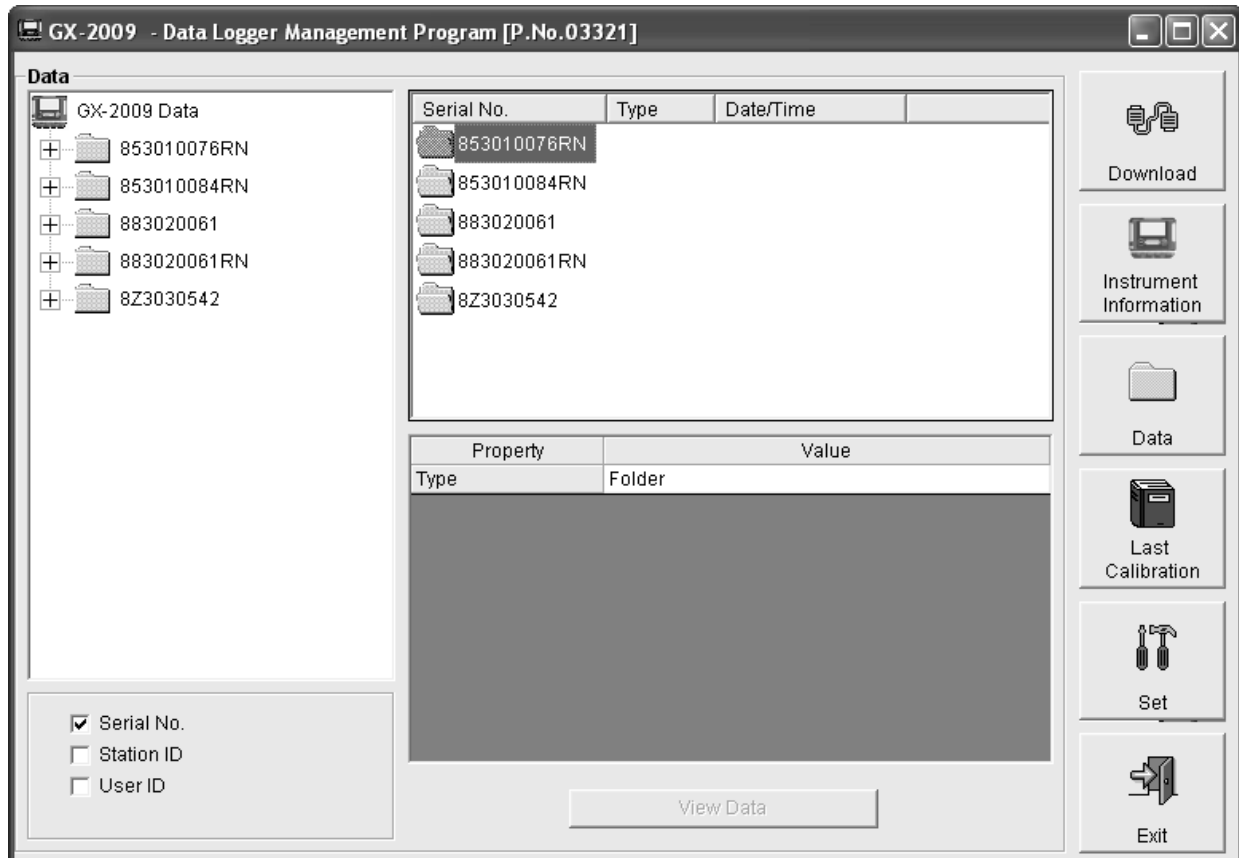 GX-2009 - Data Logger Management Program [P.No.03321]
Data
GX-2009 Data
853010076RN
853010084RN
883020061
883020061RN
8Z3030542
Serial No.
Station ID
User ID
Serial No. Type Date/Time
853010076RN
853010084RN
883020061
883020061RN
8Z3030542
Property Value
Type Folder
View Data
Download
Instrument
Information
Data
Last
Calibration
Set
Exit